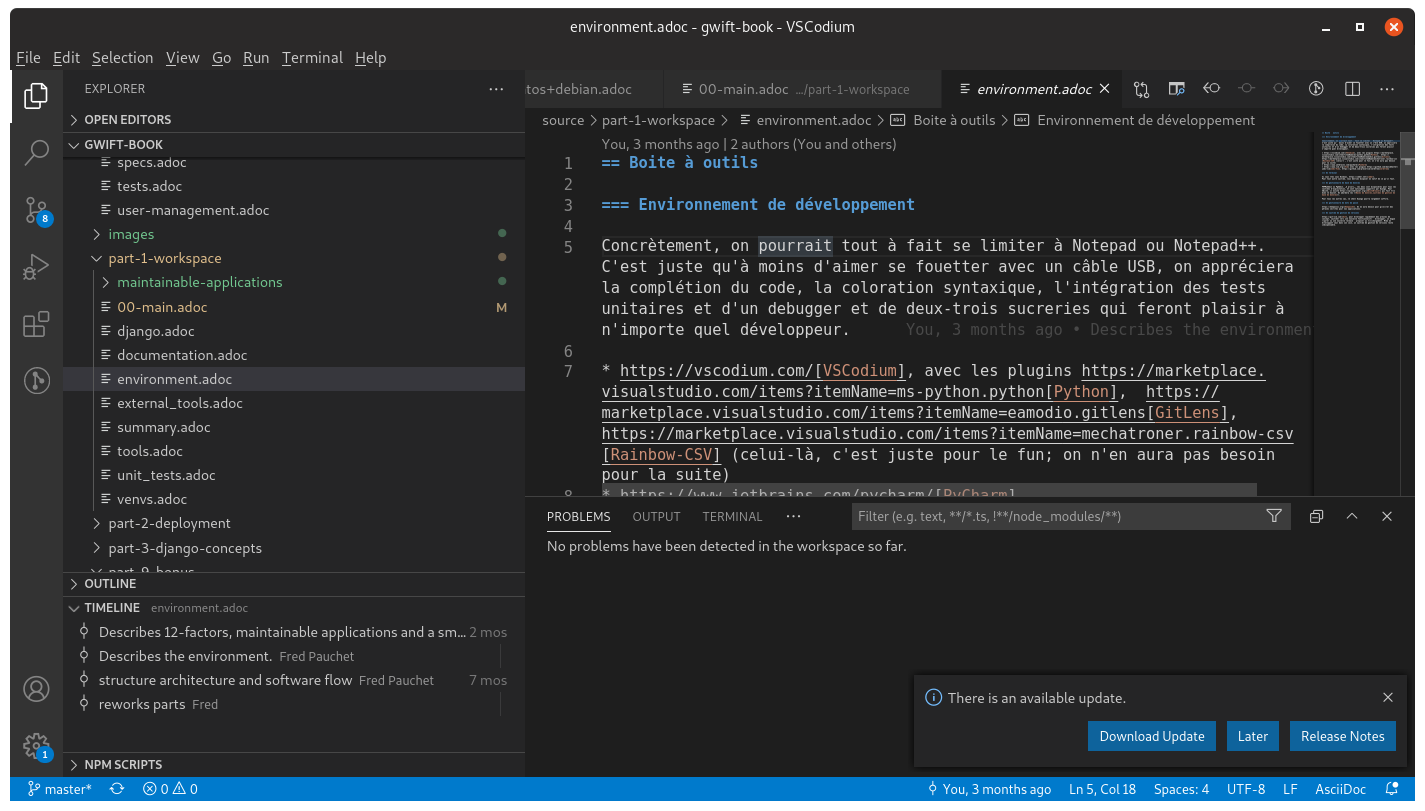 environment.adoc - gwift-book - VSCodium
File Edit Selection View Go Run Terminal Help
EXPLORER
OPEN EDITORS
GWIFT-BOOK
specs.adoc
tests.adoc
user-management.adoc
images
part-1-workspace
maintainable-applications
00-main.adoc M
django.adoc
documentation.adoc
environment.adoc
external_tools.adoc
summary.adoc
tools.adoc
unit_tests.adoc
venvs.adoc
part-2-deployment
part-3-django-concepts
part-9-bonus
OUTLINE
TIMELINE environment.adoc
Describes 12-factors, maintainable applications and a sm... 2 mos
Describes the environment. Fred Pauchet
structure architecture and software flow Fred Pauchet 7 mos
reworks parts Fred
NPM SCRIPTS
8
1
tos+debian.adoc 00-main.adoc .../part-1-workspace environment.adoc
source > part-1-workspace > environment.adoc > Boite à outils > Environnement de développement
You, 3 months ago | 2 authors (You and others)
1 == Boite à outils
2
3 === Environnement de développement
4
5 Concrètement, on pourrait tout à fait se limiter à Notepad ou Notepad++.
C'est juste qu'à moins d'aimer se fouetter avec un câble USB, on appréciera
la complétion du code, la coloration syntaxique, l'intégration des tests
unitaires et d'un debugger et de deux-trois sucreries qui feront plaisir à
n'importe quel développeur. You, 3 months ago • Describes the environmen
6
7 * https://vscodium.com/[VSCodium], avec les plugins https://marketplace.
visualstudio.com/items?itemName=ms-python.python[Python], https://
marketplace.visualstudio.com/items?itemName=eamodio.gitlens[GitLens],
https://marketplace.visualstudio.com/items?itemName=mechatroner.rainbow-csv
[Rainbow-CSV] (celui-là, c'est juste pour le fun; on n'en aura pas besoin
pour la suite)
8 * https://www.jetbrains.com/pycharm/[PyCharm]
PROBLEMS OUTPUT TERMINAL ··· Filter (e.g. text, **/*.ts, !**/node_modules/**)
No problems have been detected in the workspace so far.
There is an available update.
Download Update Later Release Notes
master* 0 0 You, 3 months ago Ln 5, Col 18 Spaces: 4 UTF-8 LF AsciiDoc